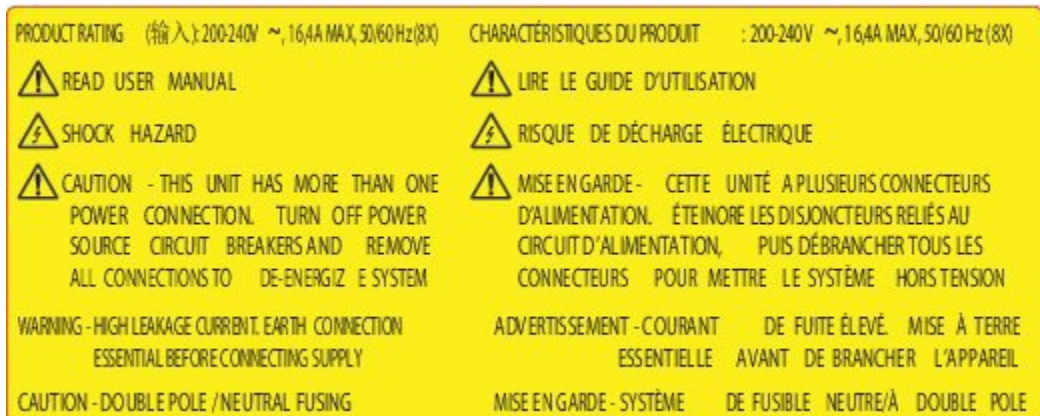 PRODUCT RATING (输入): 200-240V ~, 16,4A MAX, 50/60 Hz (8X)
READ USER MANUAL
SHOCK HAZARD
CAUTION - THIS UNIT HAS MORE THAN ONE
POWER CONNECTION. TURN OFF POWER
SOURCE CIRCUIT BREAKERS AND REMOVE
ALL CONNECTIONS TO DE-ENERGIZ E SYSTEM
WARNING - HIGH LEAKAGE CURRENT. EARTH CONNECTION
ESSENTIAL BEFORE CONNECTING SUPPLY
CAUTION - DOUBLE POLE / NEUTRAL FUSING
CHARACTÉRISTIQUES DU PRODUIT : 200-240V ~, 16,4A MAX, 50/60 Hz (8X)
LIRE LE GUIDE D'UTILISATION
RISQUE DE DÉCHARGE ÉLECTRIQUE
MISE EN GARDE - CETTE UNITÉ A PLUSIEURS CONNECTEURS
D'ALIMENTATION. ÉTEINORE LES DISJONCTEURS RELIÉS AU
CIRCUIT D'ALIMENTATION, PUIS DÉBRANCHER TOUS LES
CONNECTEURS POUR METTRE LE SYSTÈME HORS TENSION
ADVERTISSEMENT - COURANT DE FUITE ÉLEVÉ. MISE À TERRE
ESSENTIELLE AVANT DE BRANCHER L'APPAREIL
MISE EN GARDE - SYSTÈME DE FUSIBLE NEUTRE/À DOUBLE POLE